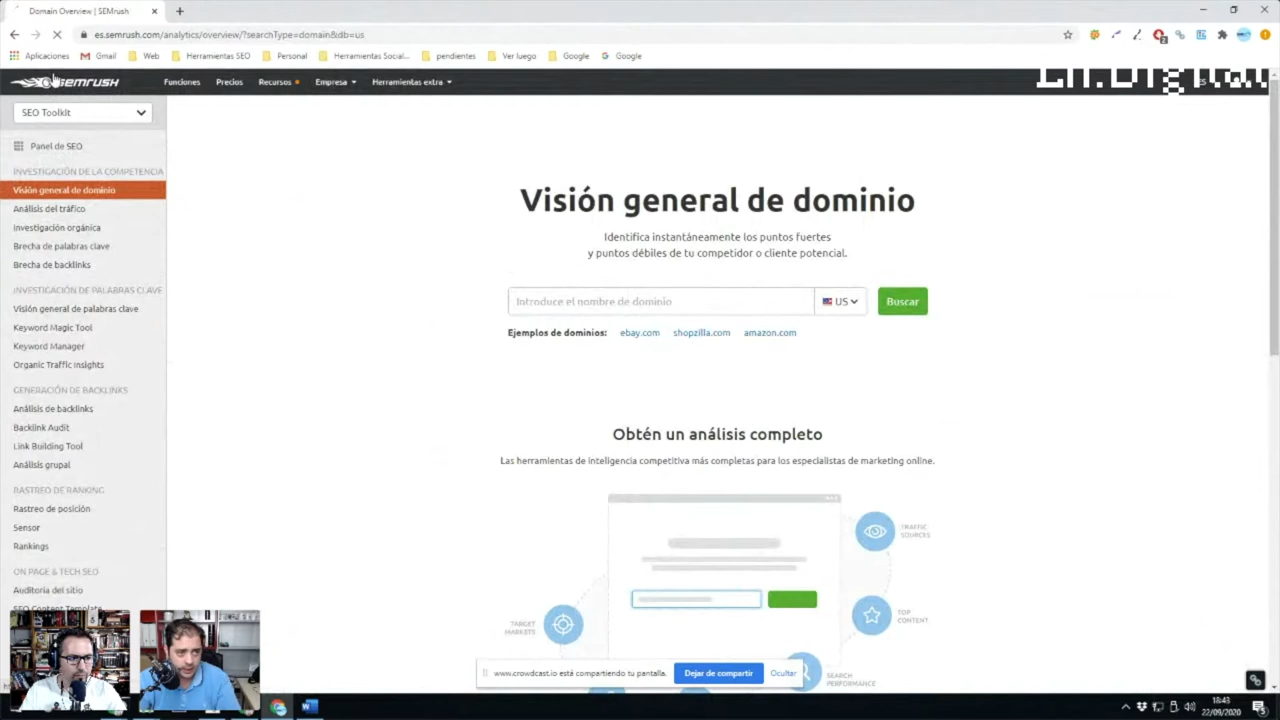 Domain Overview | SEMrush
es.semrush.com/analytics/overview/?searchType=domain&db=us
Aplicaciones
Gmail
Web
Herramientas SEO
Personal
Herramientas Social...
pendientes
Ver luego
Google
Google
SEMRUSH
Funciones
Precios
Recursos
Empresa
Herramientas extra
En.Digital
SEO Toolkit
Panel de SEO
INVESTIGACIÓN DE LA COMPETENCIA
Visión general de dominio
Análisis del tráfico
Investigación orgánica
Brecha de palabras clave
Brecha de backlinks
INVESTIGACIÓN DE PALABRAS CLAVE
Visión general de palabras clave
Keyword Magic Tool
Keyword Manager
Organic Traffic Insights
GENERACIÓN DE BACKLINKS
Análisis de backlinks
Backlink Audit
Link Building Tool
Análisis grupal
RASTREO DE RANKING
Rastreo de posición
Sensor
Rankings
ON PAGE & TECH SEO
Auditoría del sitio
SEO Content Template
Visión general de dominio
Identifica instantáneamente los puntos fuertes
y puntos débiles de tu competidor o cliente potencial.
Introduce el nombre de dominio
US
Buscar
Ejemplos de dominios:
ebay.com
shopzilla.com
amazon.com
Obtén un análisis completo
Las herramientas de inteligencia competitiva más completas para los especialistas de marketing online.
TRAFFIC
SOURCES
TOP
CONTENT
TARGET
MARKETS
SEARCH
PERFORMANCE
www.crowdcast.io está compartiendo tu pantalla.
Dejar de compartir
Ocultar
18:43
22/09/2020